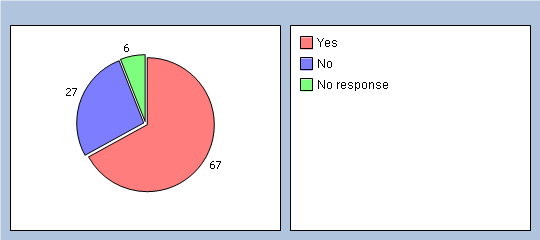 6
27
67
Yes
No
No response